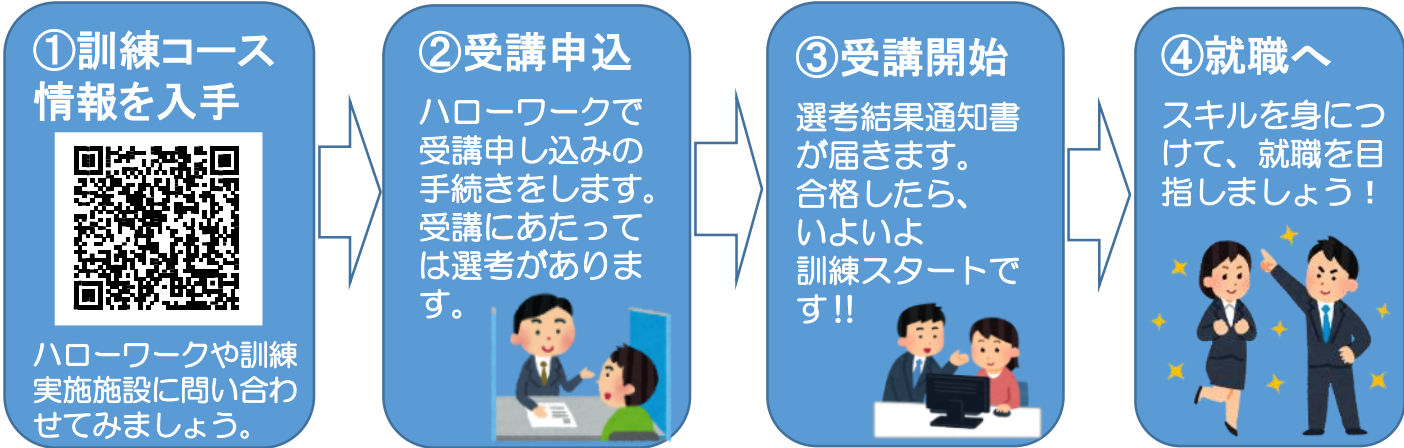 ①訓練コース
情報を入手
ハローワークや訓練
実施施設に問い合わ
せてみましょう。
②受講申込
ハローワークで
受講申し込みの
手続きをします。
受講にあたって
は選考がありま
す。
③受講開始
選考結果通知書
が届きます。
合格したら、
いよいよ
訓練スタートで
す!!
④就職へ
スキルを身につ
けて、就職を目
指しましょう！